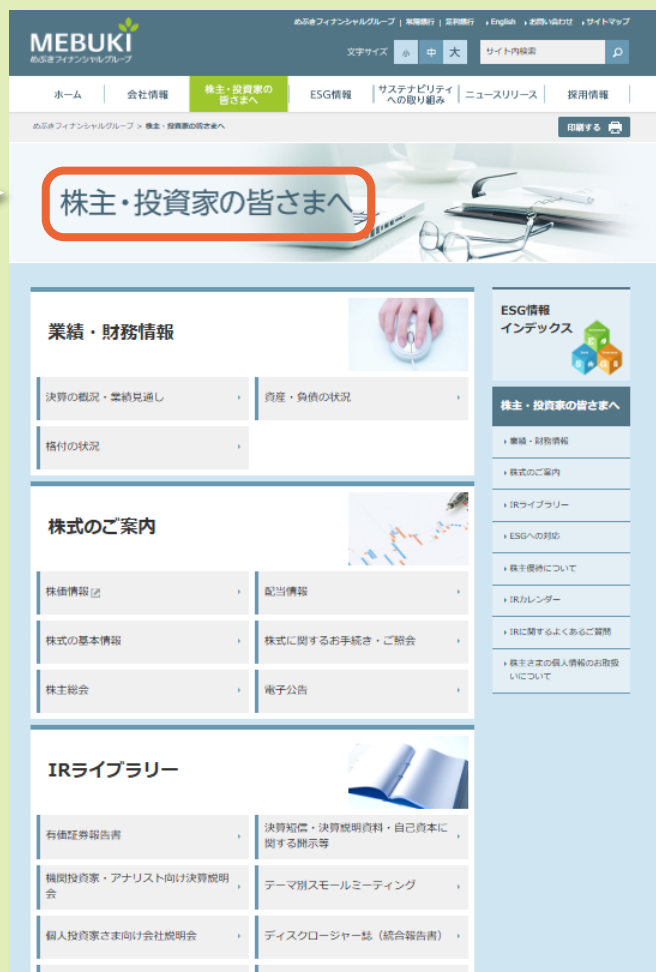 めぶきフィナンシャルグループ | 常陽銀行 | 足利銀行 English お問い合わせ サイトマップ
MEBUKI
めぶきフィナンシャルグループ
文字サイズ 小 中 大 サイト内検索
ホーム 会社情報 株主・投資家の皆さまへ ESG情報 サステナビリティへの取り組み ニュースリリース 採用情報
めぶきフィナンシャルグループ > 株主・投資家の皆さまへ 印刷する
株主・投資家の皆さまへ
業績・財務情報
決算の概況・業績見通し 資産・負債の状況
格付の状況
株式のご案内
株価情報 配当情報
株式の基本情報 株式に関するお手続き・ご照会
株主総会 電子公告
IRライブラリー
有価証券報告書 決算短信・決算説明資料・自己資本に関する開示等
機関投資家・アナリスト向け決算説明会 テーマ別スモールミーティング
個人投資家さま向け会社説明会 ディスクロージャー誌（統合報告書）
ESG情報
インデックス
株主・投資家の皆さまへ
業績・財務情報
株式のご案内
IRライブラリー
ESGへの対応
株主優待について
IRカレンダー
IRに関するよくあるご質問
株主さまの個人情報のお取扱
いについて